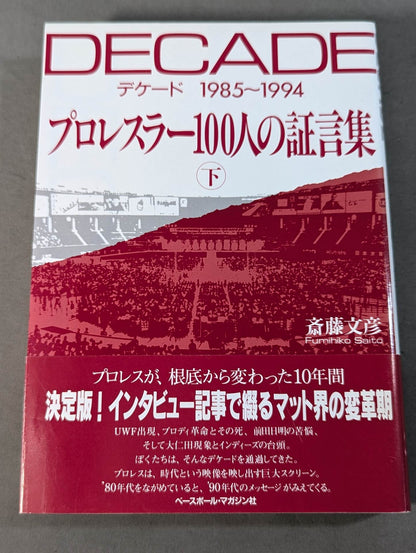 DECADE
デケード 1985〜1994
プロレスラー100人の証言集
下
斎藤文彦
Fumihiko Saito
プロレスが、根底から変わった10年間
決定版！インタビュー記事で綴るマット界の変革期
UWF出現、ブロディ革命とその死、前田日明の苦悩、
そして大仁田現象とインディーズの台頭。
ぼくたちは、そんなデケードを通過してきた。
プロレスは、時代という映像を映し出す巨大スクリーン。
'80年代をながめていると、'90年代のメッセージがみえてくる。
ベースボール・マガジン社